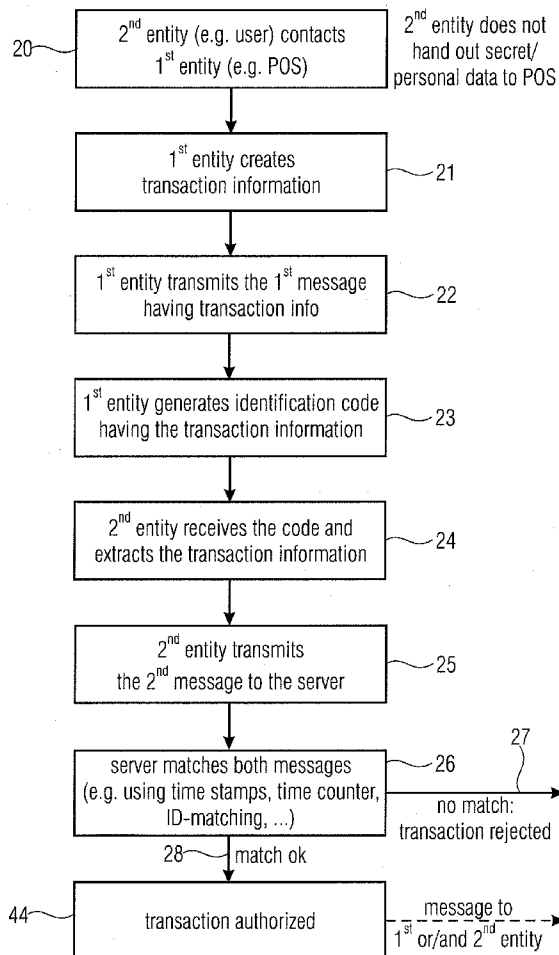 20
2nd entity (e.g. user) contacts
1st entity (e.g. POS)
2nd entity does not
hand out secret/
personal data to POS
1st entity creates
transaction information
21
1st entity transmits the 1st message
having transaction info
22
1st entity generates identification code
having the transaction information
23
2nd entity receives the code and
extracts the transaction information
24
2nd entity transmits
the 2nd message to the server
25
server matches both messages
(e.g. using time stamps, time counter,
ID-matching, ...)
26
27
no match:
transaction rejected
28
match ok
44
transaction authorized
message to
1st or/and 2nd entity